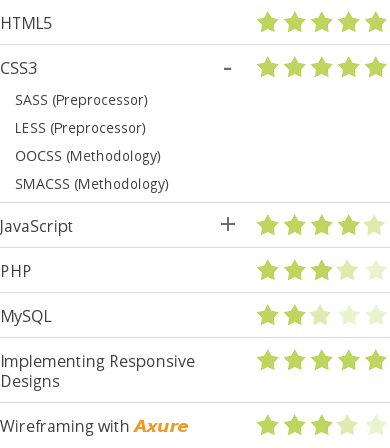 HTML5
CSS3 -
SASS (Preprocessor)
LESS (Preprocessor)
OOCSS (Methodology)
SMACSS (Methodology)
JavaScript +
PHP
MySQL
Implementing Responsive
Designs
Wireframing with Axure